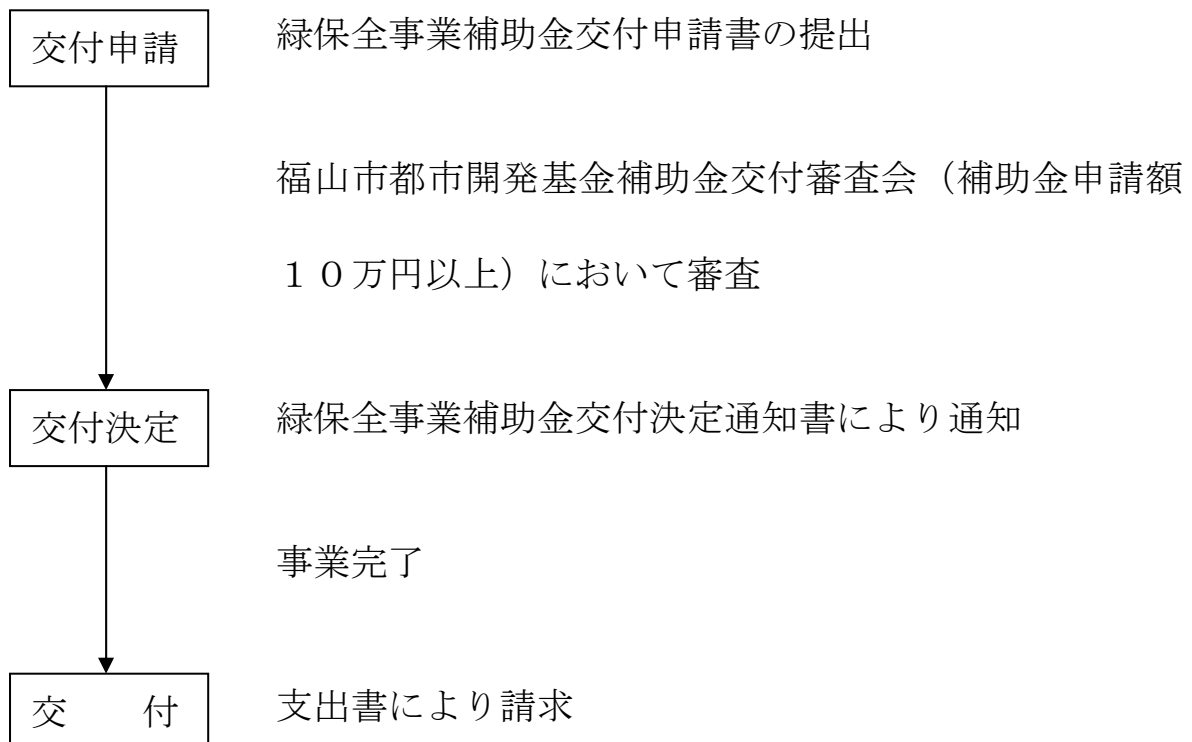 交付申請 緑保全事業補助金交付申請書の提出
福山市都市開発基金補助金交付審査会（補助金申請額
１０万円以上）において審査
交付決定 緑保全事業補助金交付決定通知書により通知
事業完了
交　　付 支出書により請求